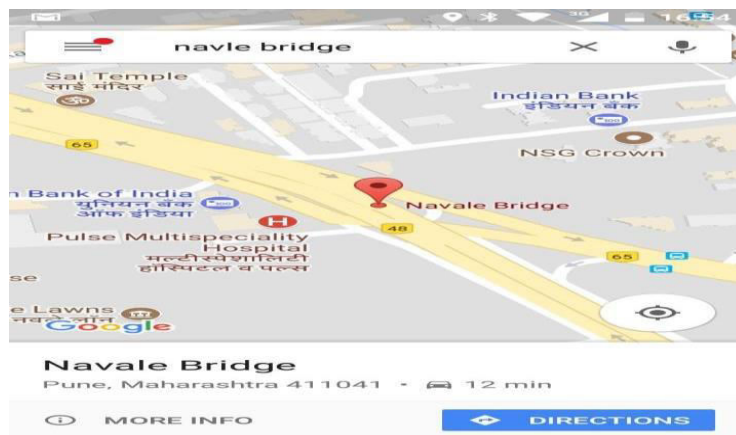 3G
navle bridge
Sai Temple
साई मंदिर
Indian Bank
इंडियन बैंक
65
NSG Crown
Bank of India
यूनियन बैंक
ऑफ इंडिया
Navale Bridge
H
48
Pulse Multispeciality
Hospital
मल्टीस्पेशालिटी
हॉस्पिटल व पल्स
65
se
e Lawns
नवले लॉन
Google
Navale Bridge
Pune, Maharashtra 411041 • 12 min
MORE INFO
DIRECTIONS